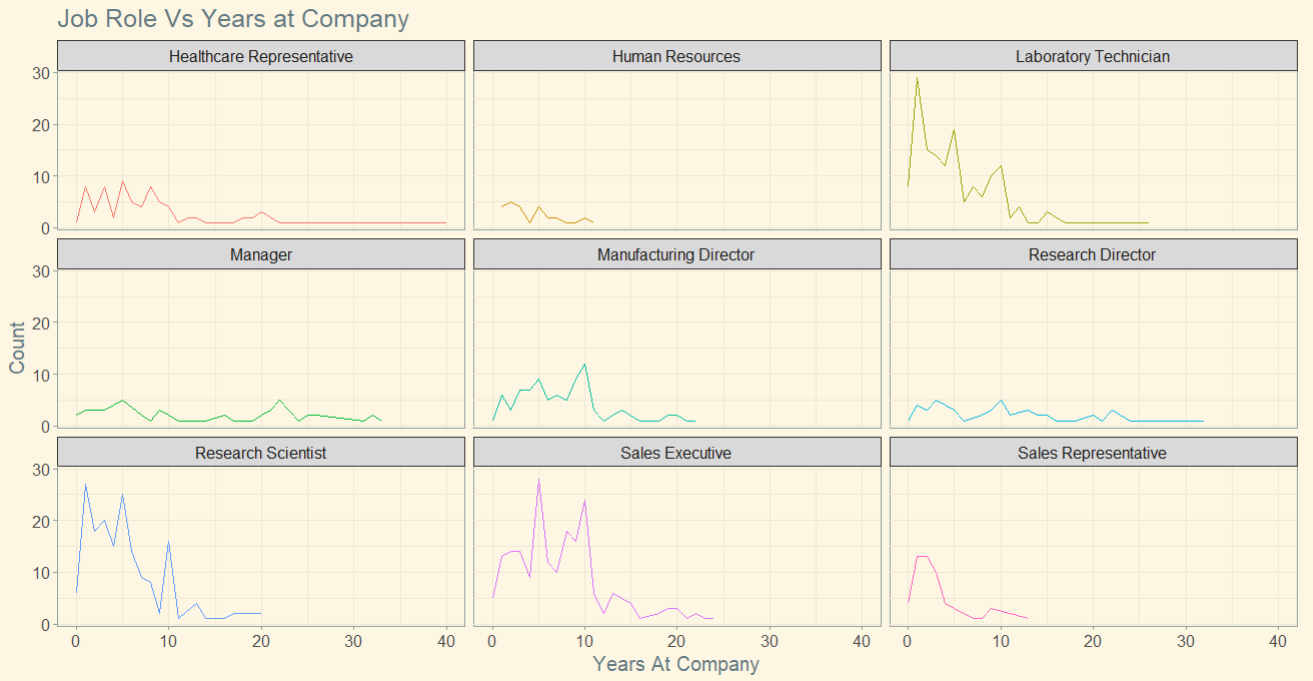 Job Role Vs Years at Company
Healthcare Representative
Human Resources
Laboratory Technician
30
20
10
0
Manager
Manufacturing Director
Research Director
30
20
10
0
Count
Research Scientist
Sales Executive
Sales Representative
30
20
10
0
0 10 20 30 40
0 10 20 30 40
0 10 20 30 40
Years At Company